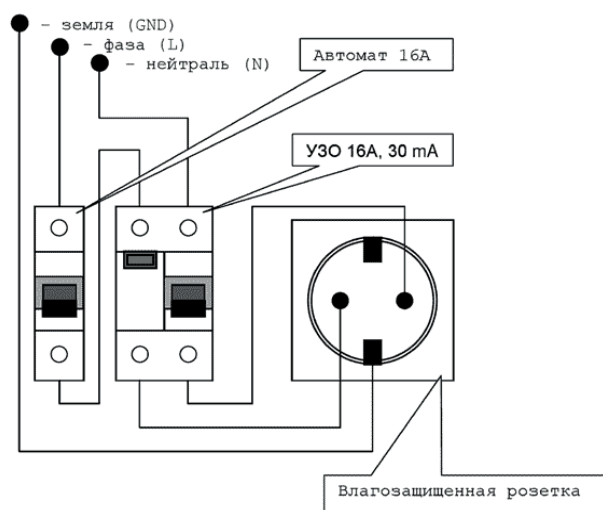 - земля (GND)
- фаза (L)
- нейтраль (N)
Автомат 16А
УЗО 16А, 30 mA
Влагозащищенная розетка